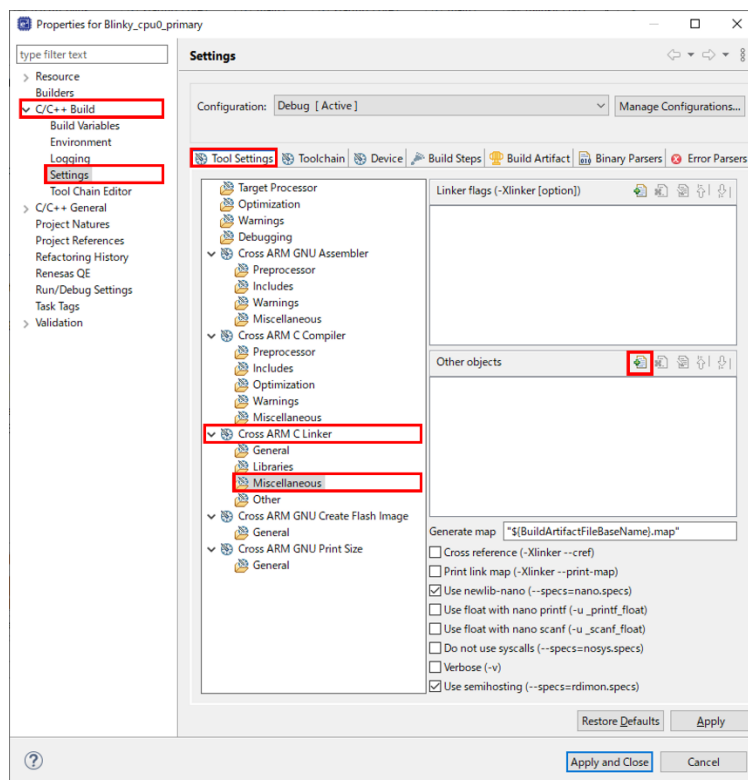 Properties for Blinky_cpu0_primary
type filter text
Resource
Builders
C/C++ Build
Build Variables
Environment
Logging
Settings
Tool Chain Editor
C/C++ General
Project Natures
Project References
Refactoring History
Renesas QE
Run/Debug Settings
Task Tags
Validation
Settings
Configuration: Debug [ Active ] Manage Configurations...
Tool Settings Toolchain Device Build Steps Build Artifact Binary Parsers Error Parsers
Target Processor
Optimization
Warnings
Debugging
Cross ARM GNU Assembler
Preprocessor
Includes
Warnings
Miscellaneous
Cross ARM C Compiler
Preprocessor
Includes
Optimization
Warnings
Miscellaneous
Cross ARM C Linker
General
Libraries
Miscellaneous
Other
Cross ARM GNU Create Flash Image
General
Cross ARM GNU Print Size
General
Linker flags (-Xlinker [option])
Other objects
Generate map "${BuildArtifactFileBaseName}.map"
Cross reference (-Xlinker --cref)
Print link map (-Xlinker --print-map)
Use newlib-nano (--specs=nano.specs)
Use float with nano printf (-u _printf_float)
Use float with nano scanf (-u _scanf_float)
Do not use syscalls (--specs=nosys.specs)
Verbose (-v)
Use semihosting (--specs=rdimon.specs)
Restore Defaults Apply
Apply and Close Cancel